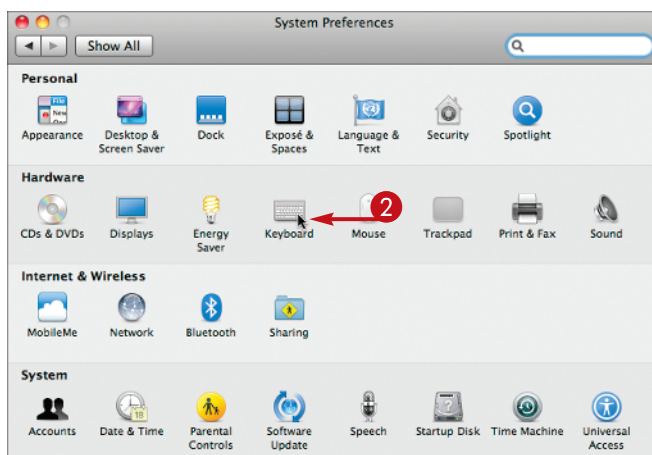 System Preferences
Show All
Personal
FILE
New
Appearance
Desktop &
Screen Saver
Dock
Exposé &
Spaces
Language &
Text
Security
Spotlight
Hardware
CDs & DVDs
Displays
Energy
Saver
Keyboard
2
Mouse
Trackpad
Print & Fax
Sound
Internet & Wireless
MobileMe
Network
Bluetooth
Sharing
System
Accounts
18
Date & Time
Parental
Controls
Software
Update
Speech
?
Startup Disk
Time Machine
Universal
Access